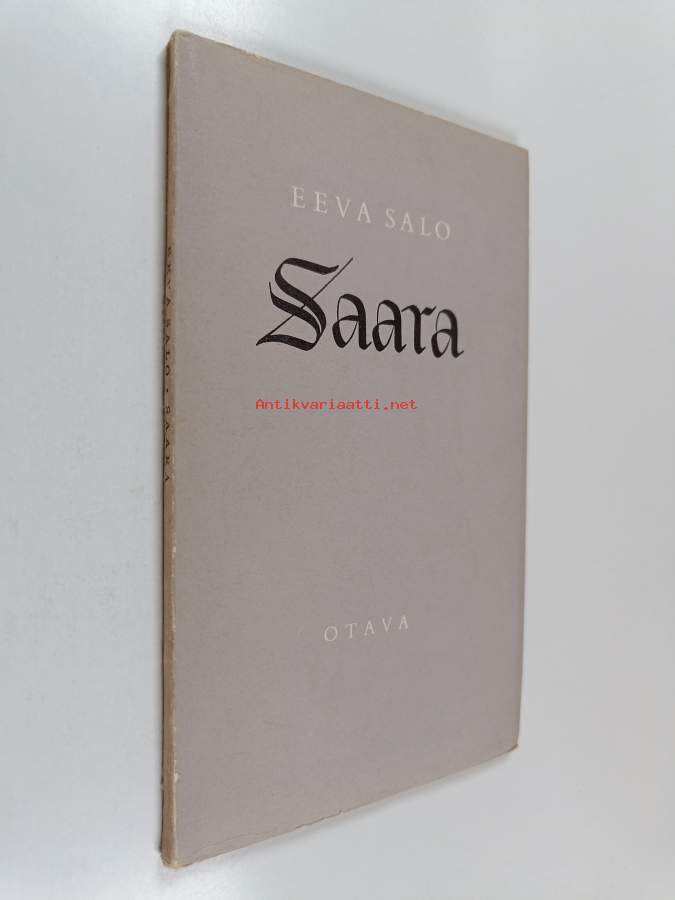 EEVA SALO
Saara
Antikvariaatti.net
OTAVA
EEVA SALO • SAARA